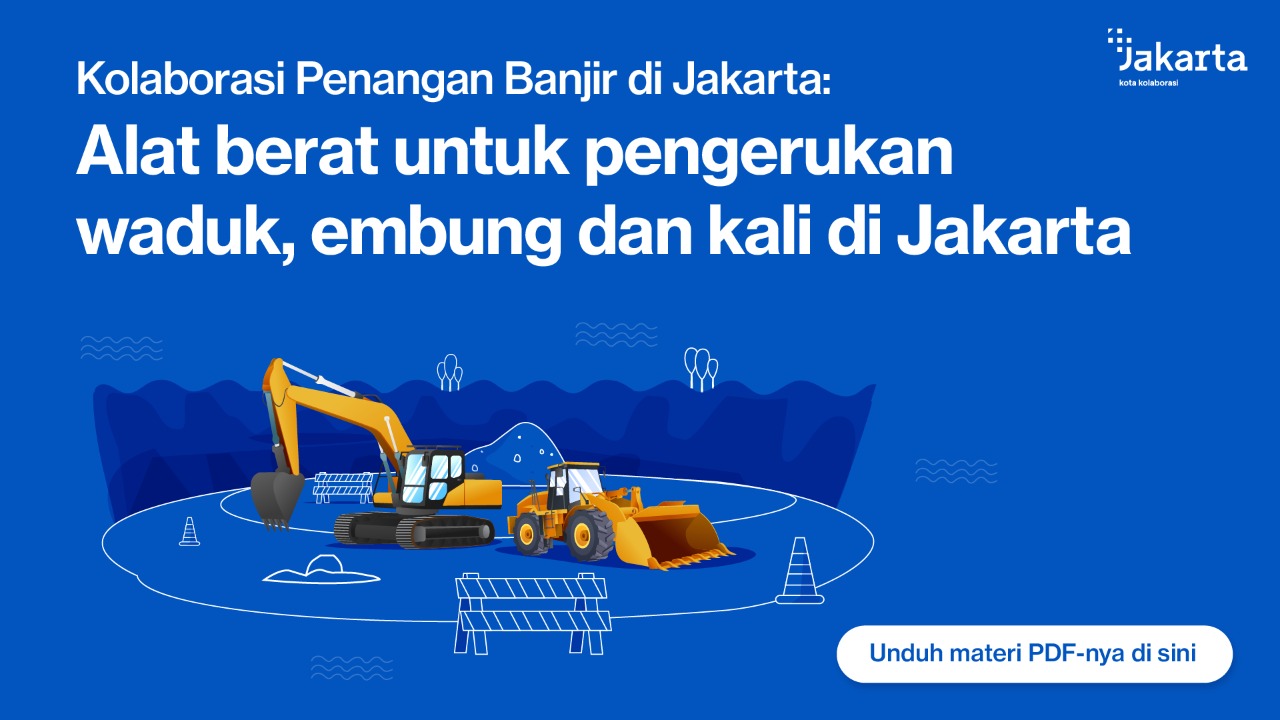 jakarta
kota kolaborasi
Kolaborasi Penangan Banjir di Jakarta:
Alat berat untuk pengerukan
waduk, embung dan kali di Jakarta
Unduh materi PDF-nya di sini